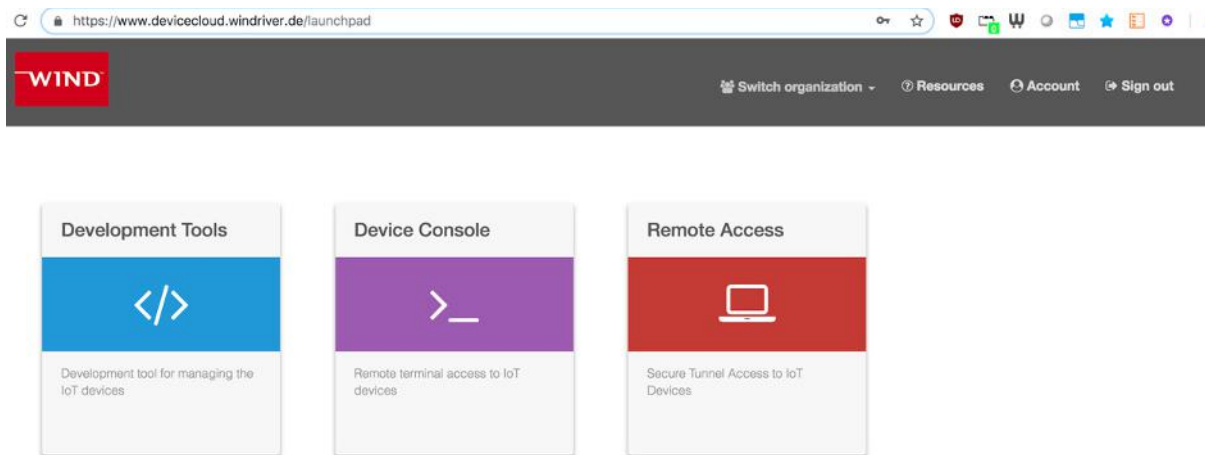 https://www.devicecloud.windriver.de/launchpad
WIND
Switch organization
Resources
Account
Sign out
Development Tools
Device Console
Remote Access
</>
>_
Development tool for managing the
IoT devices
Remote terminal access to IoT
devices
Secure Tunnel Access to IoT
Devices